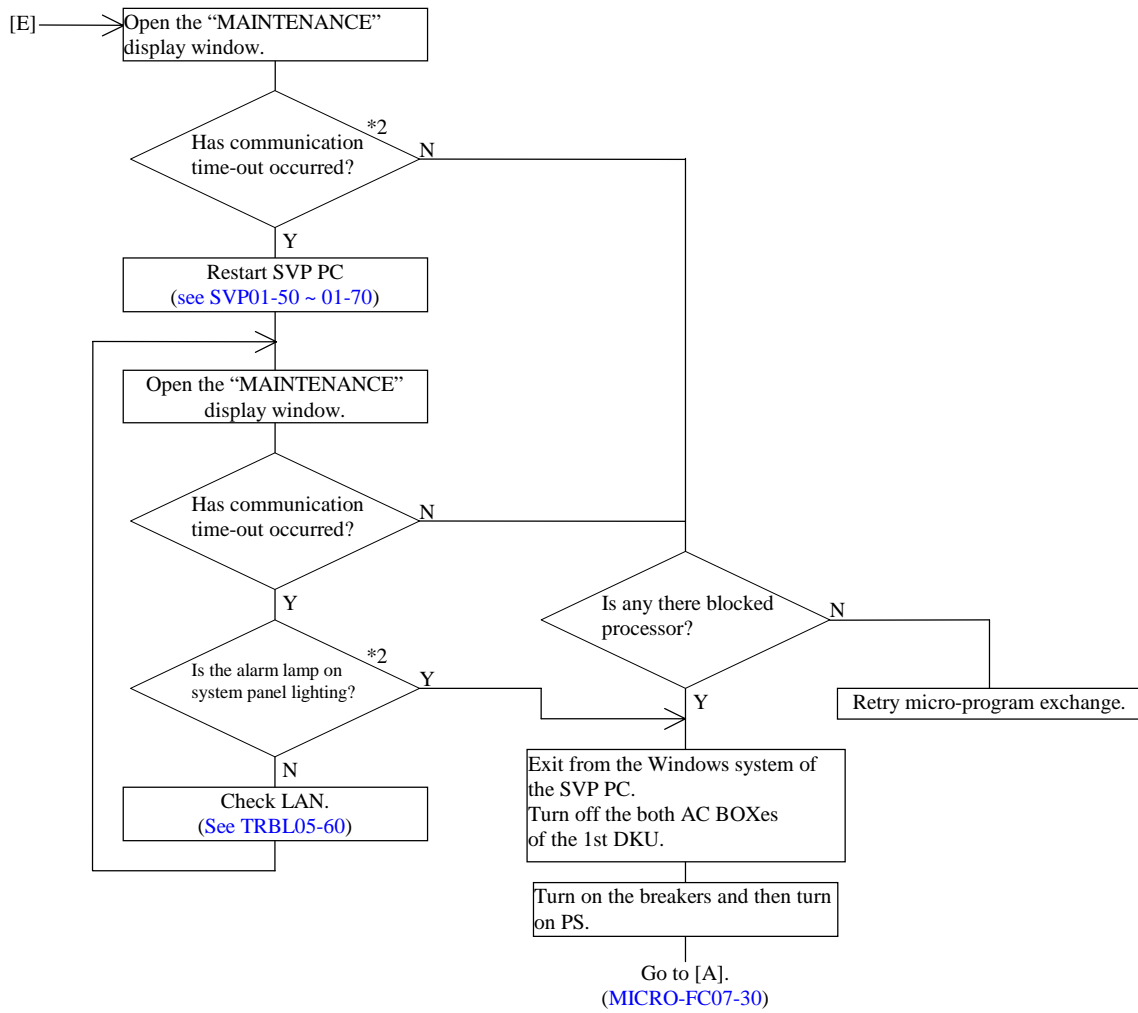 [E]
Open the “MAINTENANCE”
display window.
*2
Has communication
time-out occurred?
N
Y
Restart SVP PC
(see SVP01-50 ~ 01-70)
Open the “MAINTENANCE”
display window.
Has communication
time-out occurred?
N
Y
Is any there blocked
processor?
N
Y
*2
Is the alarm lamp on
system panel lighting?
Y
N
Retry micro-program exchange.
Check LAN.
(See TRBL05-60)
Exit from the Windows system of
the SVP PC.
Turn off the both AC BOXes
of the 1st DKU.
Turn on the breakers and then turn
on PS.
Go to [A].
(MICRO-FC07-30)